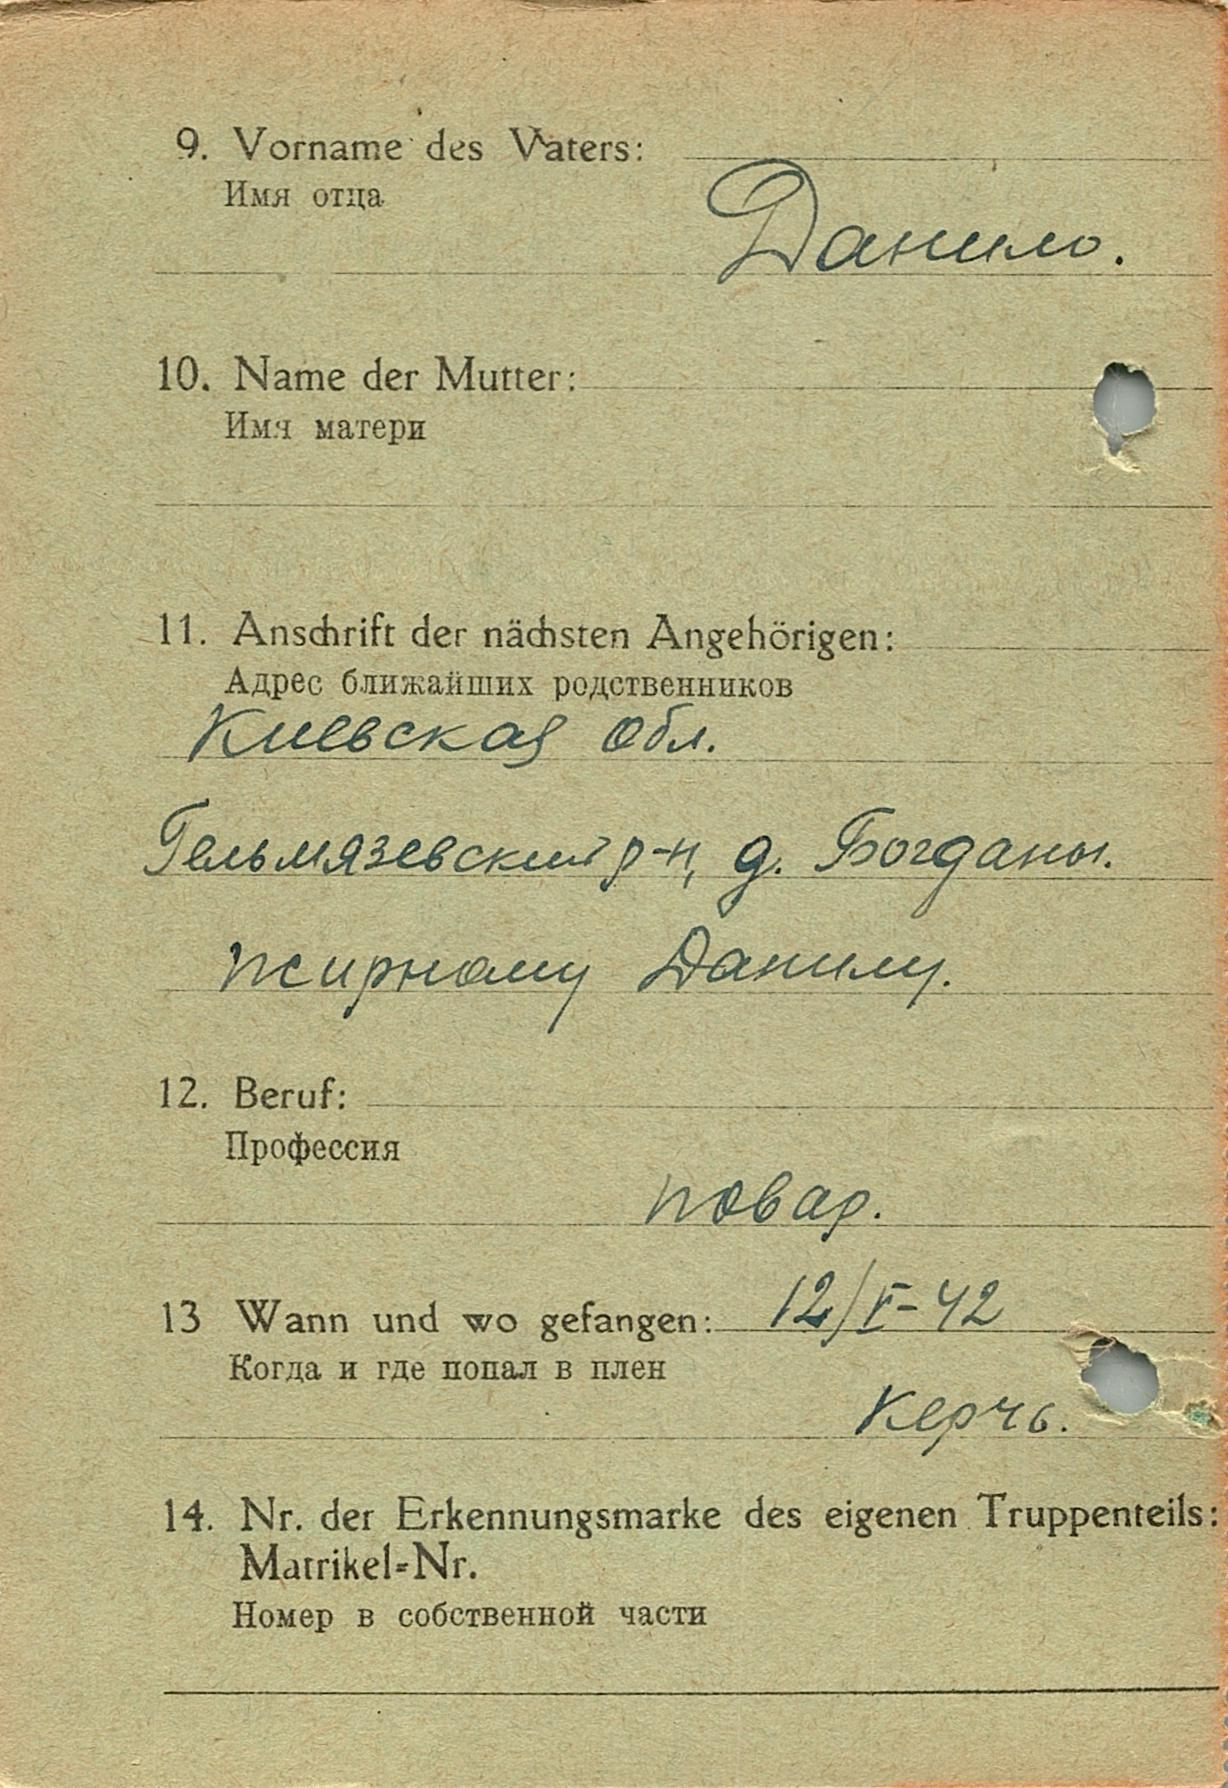 9. Vorname des Vaters:
Имя отца
Данило.
10. Name der Mutter:
Имя матери
11. Anschrift der nächsten Angehörigen:
Адрес ближайших родственников
Киевская обл.
Гельмязевский р-н, д. Богданы.
Жирному Данилу.
12. Beruf:
Профессия
повар.
13 Wann und wo gefangen: 12/V-42
Когда и где попал в плен
Керчь.
14. Nr. der Erkennungsmarke des eigenen Truppenteils:
Matrikel-Nr.
Номер в собственной части